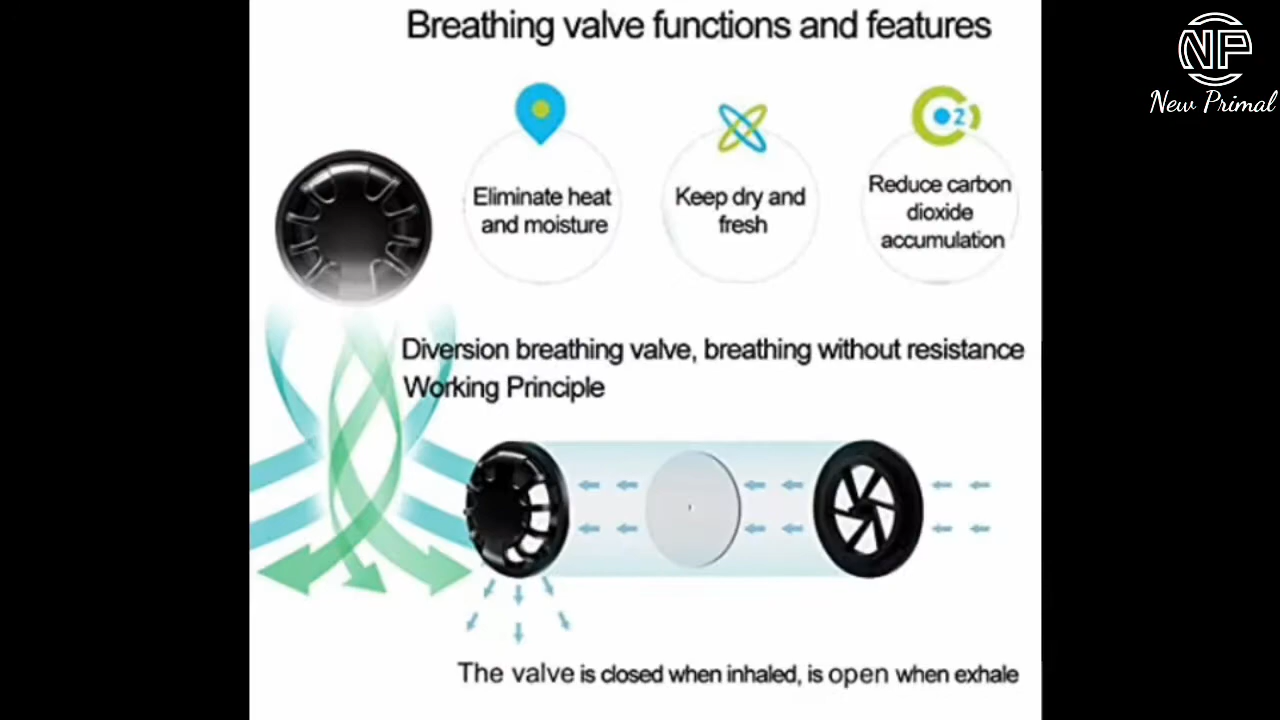 Breathing valve functions and features
NP
New Primal
2
Eliminate heat
and moisture
Keep dry and
fresh
Reduce carbon
dioxide
accumulation
Diversion breathing valve, breathing without resistance
Working Principle
The valve is closed when inhaled, is open when exhale